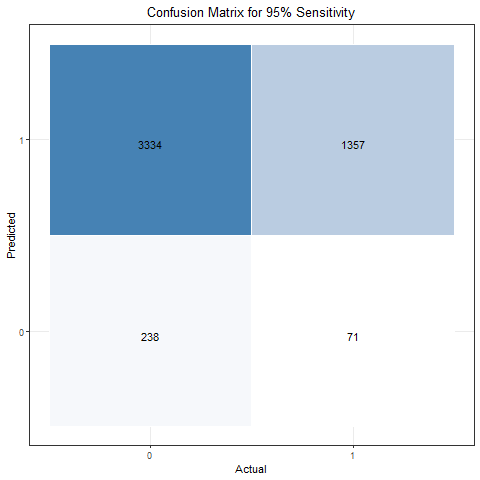 Confusion Matrix for 95% Sensitivity
Predicted
1
3334
1357
0
238
71
0
1
Actual